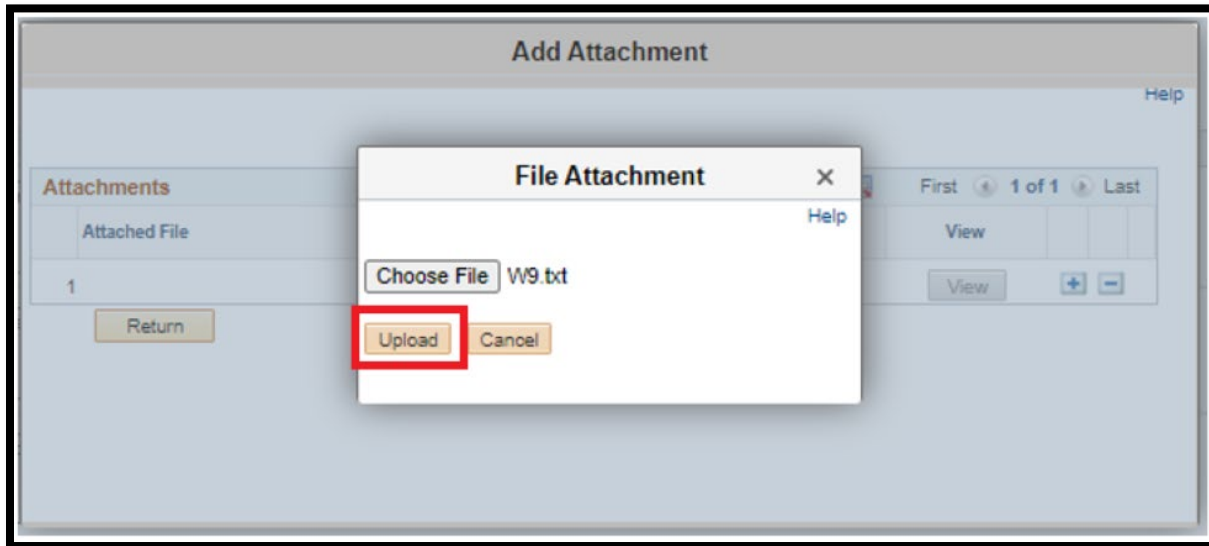 Add Attachment
Help
File Attachment
Attachments
First 1 of 1 Last
Help
Attached File
View
Choose File W9.txt
1
View
Return
Upload Cancel